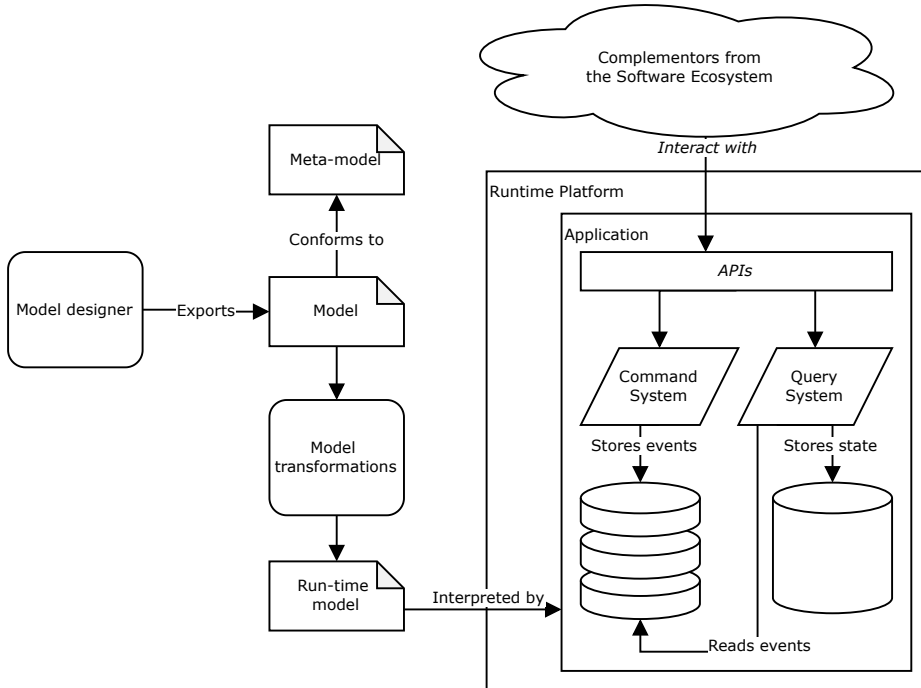 Complementors from
the Software Ecosystem
Interact with
Meta-model
Runtime Platform
Conforms to
Application
APIs
Model designer
Exports
Model
Command
System
Query
System
Model
transformations
Stores events
Stores state
Run-time
model
Interpreted by
Reads events